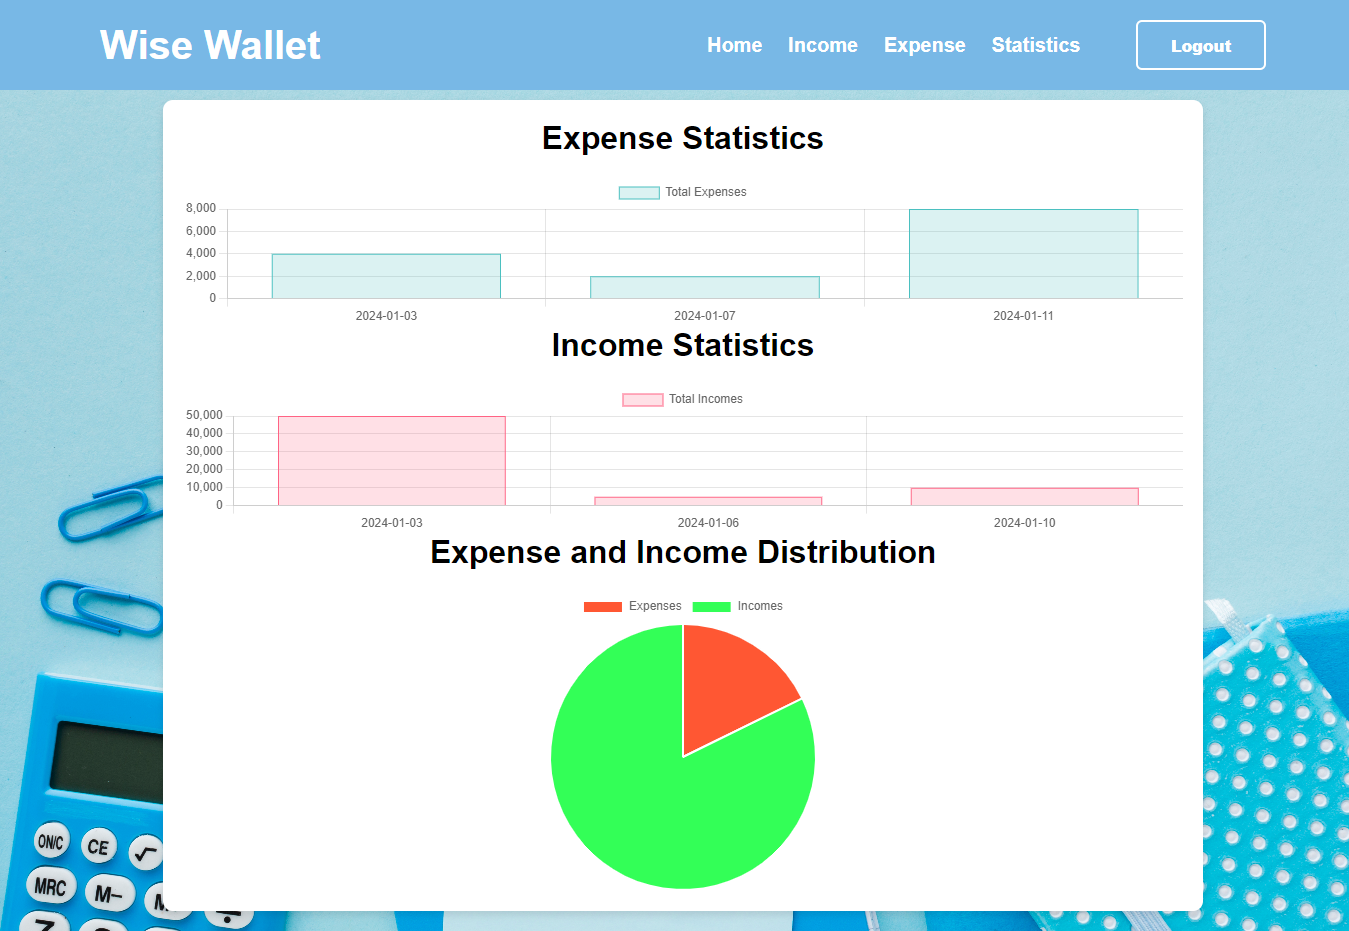 Wise Wallet
Home Income Expense Statistics Logout
Expense Statistics
Total Expenses
8,000
6,000
4,000
2,000
0
2024-01-03 2024-01-07 2024-01-11
Income Statistics
Total Incomes
50,000
40,000
30,000
20,000
10,000
0
2024-01-03 2024-01-06 2024-01-10
Expense and Income Distribution
Expenses Incomes
ON/C CE √
MRC M−
÷